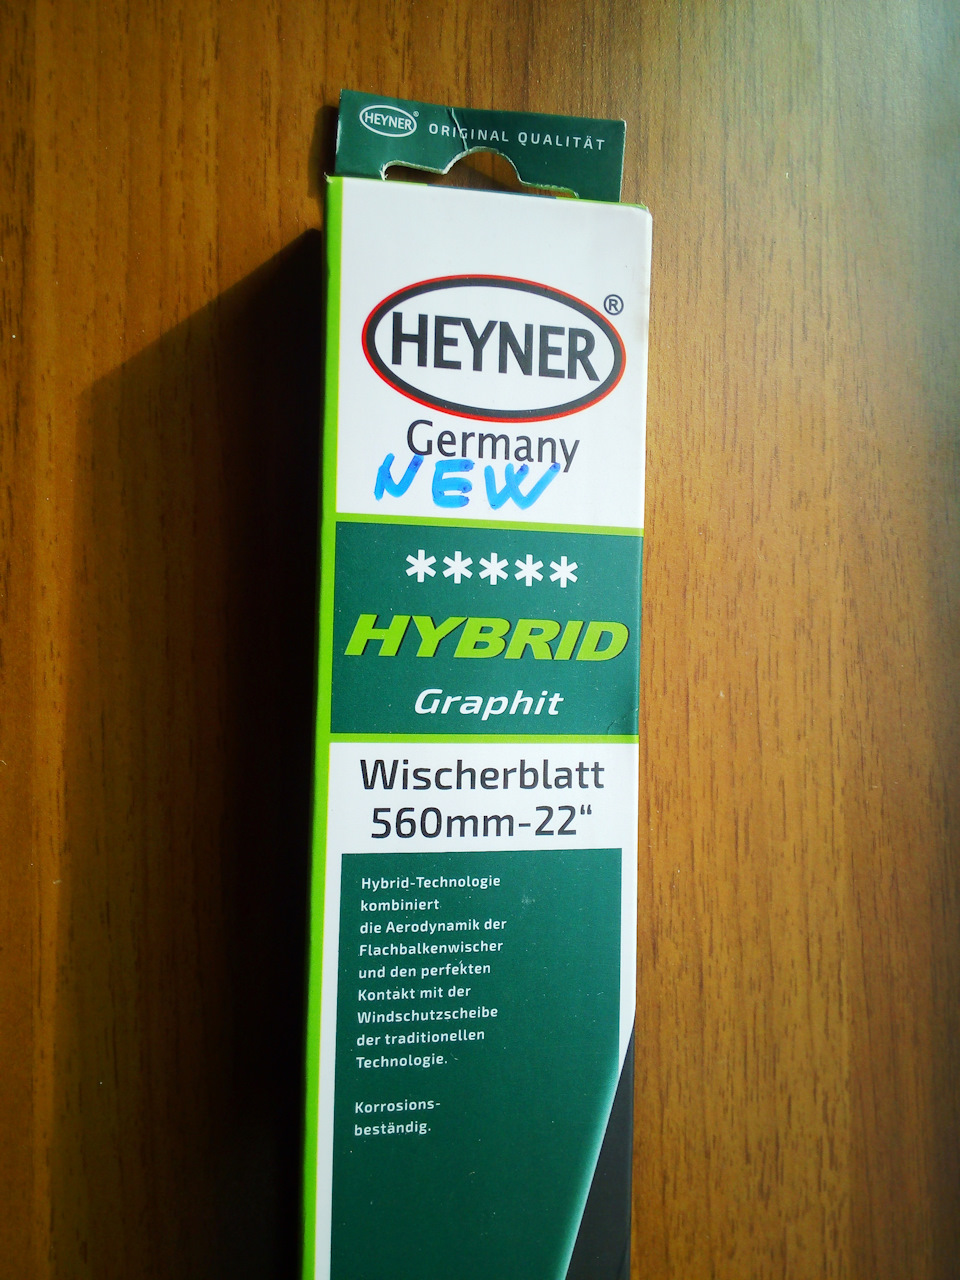 HEYNER® ORIGINAL QUALITÄT
HEYNER®
Germany
NEW
*****
HYBRID
Graphit
Wischerblatt
560mm-22“
Hybrid-Technologie
kombiniert
die Aerodynamik der
Flachbalkenwischer
und den perfekten
Kontakt mit der
Windschutzscheibe
der traditionellen
Technologie.
Korrosions-
beständig.